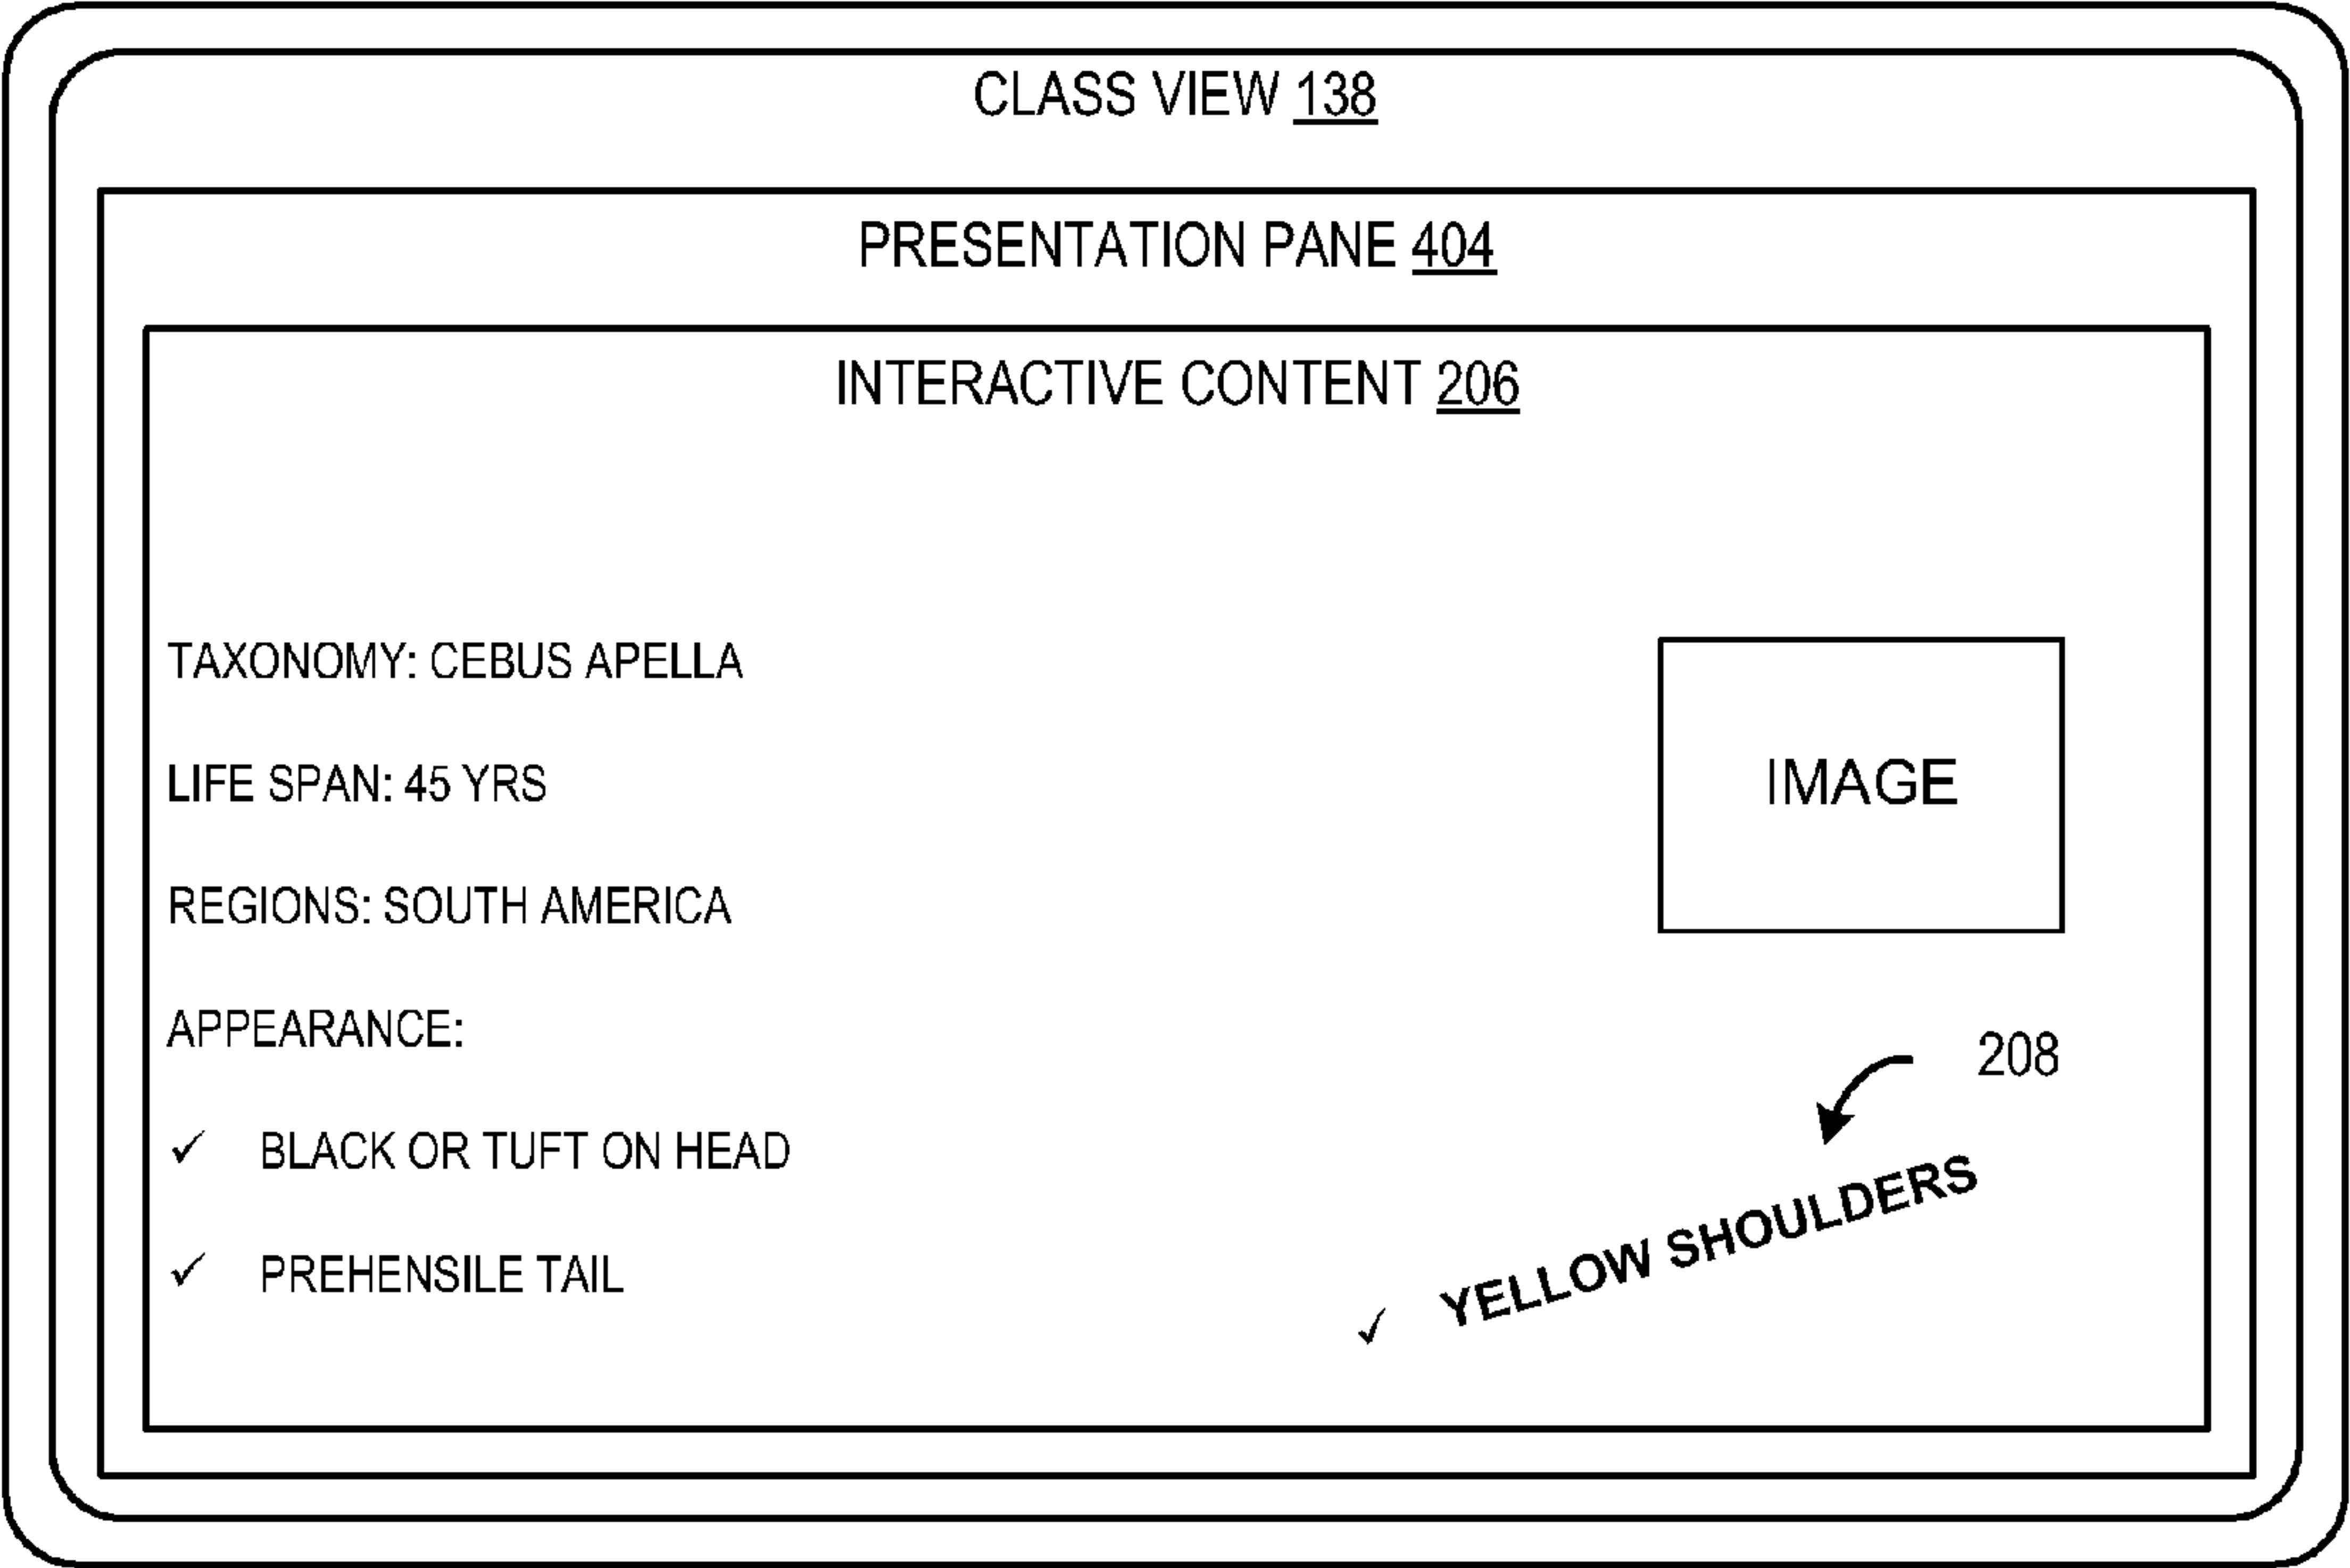 CLASS VIEW 138
PRESENTATION PANE 404
INTERACTIVE CONTENT 206
TAXONOMY: CEBUS APELLA
LIFE SPAN: 45 YRS
REGIONS: SOUTH AMERICA
APPEARANCE:
✓ BLACK OR TUFT ON HEAD
✓ PREHENSILE TAIL
IMAGE
208
✓ YELLOW SHOULDERS